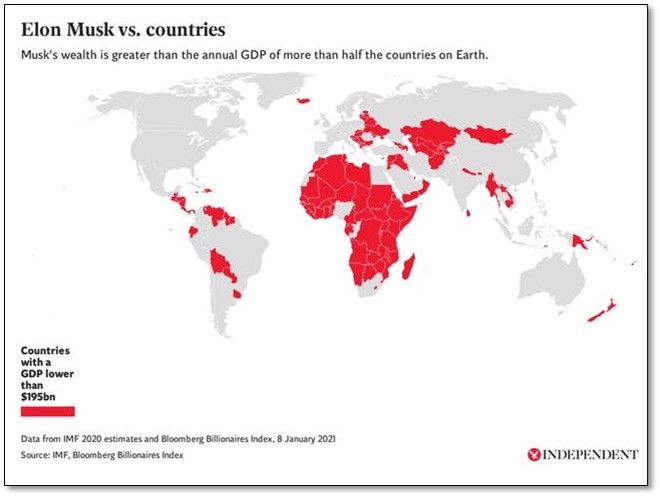 Elon Musk vs. countries
Musk's wealth is greater than the annual GDP of more than half the countries on Earth.
Countries
with a
GDP lower
than
$195bn
Data from IMF 2020 estimates and Bloomberg Billionaires Index, 8 January 2021
Source: IMF, Bloomberg Billionaires Index
INDEPENDENT